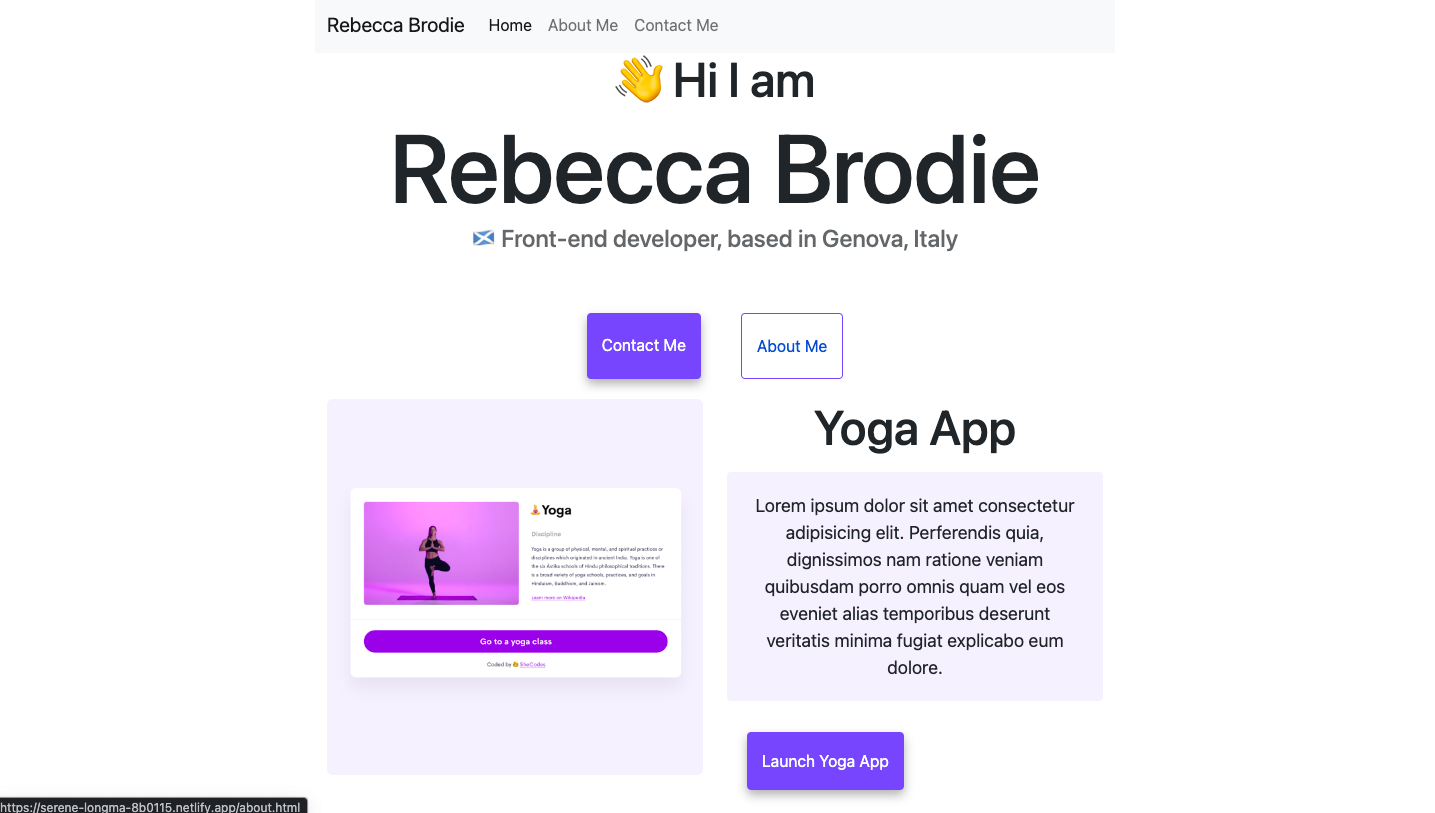 Rebecca Brodie Home About Me Contact Me
👋 Hi I am
Rebecca Brodie
🏴󠁧󠁢󠁳󠁣󠁴󠁿 Front-end developer, based in Genova, Italy
Contact Me
About Me
🧘Yoga
Discipline
Yoga is a group of physical, mental, and spiritual practices or
disciplines which originated in ancient India. Yoga is one of
the six Āstika schools of Hindu philosophical traditions. There
is a broad variety of yoga schools, practices, and goals in
Hinduism, Buddhism, and Jainism.
Learn more on Wikipedia
Go to a yoga class
Coded by SheCodes
Yoga App
Lorem ipsum dolor sit amet consectetur
adipisicing elit. Perferendis quia,
dignissimos nam ratione veniam
quibusdam porro omnis quam vel eos
eveniet alias temporibus deserunt
veritatis minima fugiat explicabo eum
dolore.
Launch Yoga App
https://serene-longma-8b0115.netlify.app/about.html